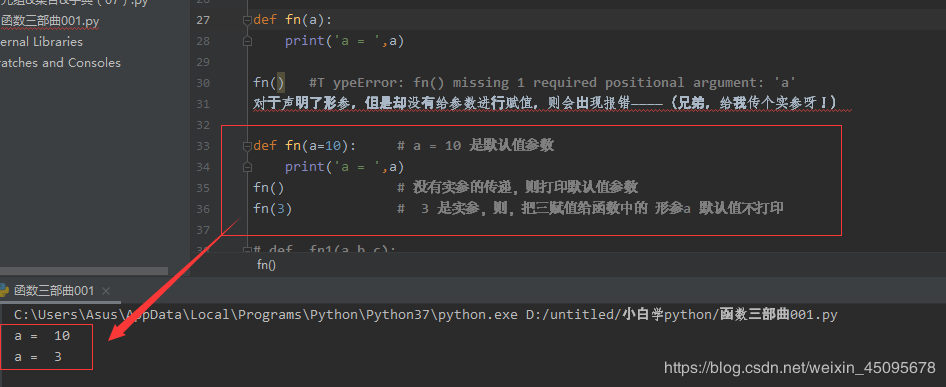 元组&集合&字典(07).py
函数三部曲001.py
ernal Libraries
ratches and Consoles
27 def fn(a):
28 print('a = ',a)
29
30 fn() #T ypeError: fn() missing 1 required positional argument: 'a'
31 对于声明了形参，但是却没有给参数进行赋值，则会出现报错————（兄弟，给我传个实参呀！）
32
33 def fn(a=10): # a = 10 是默认值参数
34 print('a = ',a)
35 fn() # 没有实参的传递，则打印默认值参数
36 fn(3) # 3 是实参，则，把三赋值给函数中的 形参a 默认值不打印
37
# def fn1(a,b,c):
fn()
函数三部曲001 ×
C:\Users\Asus\AppData\Local\Programs\Python\Python37\python.exe D:/untitled/小白学python/函数三部曲001.py
a = 10
a = 3
https://blog.csdn.net/weixin_45095678